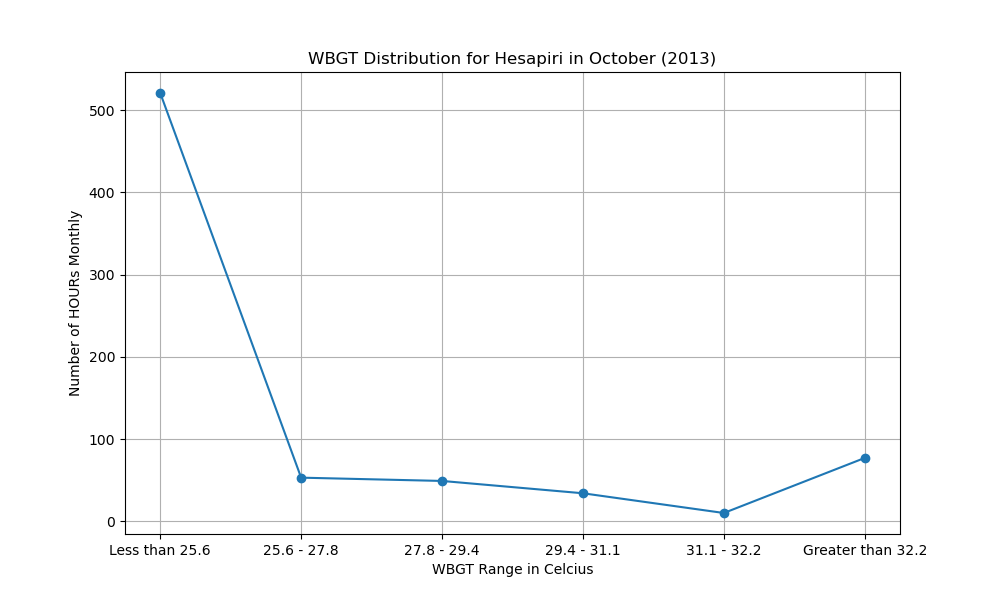 WBGT Distribution for Hesapiri in October (2013)
Number of HOURs Monthly
500
400
300
200
100
0
Less than 25.6 25.6 - 27.8 27.8 - 29.4 29.4 - 31.1 31.1 - 32.2 Greater than 32.2
WBGT Range in Celcius